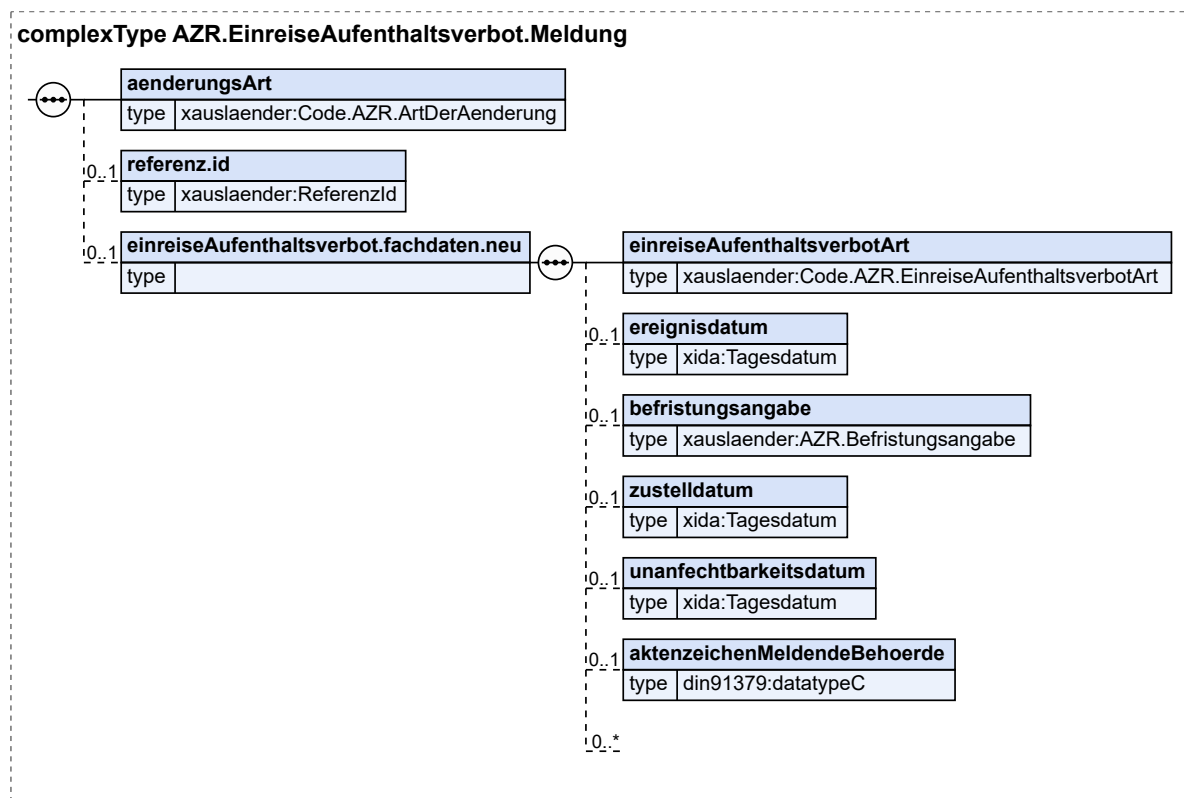 complexType AZR.EinreiseAufenthaltsverbot.Meldung
aenderungsArt
type xauslaender:Code.AZR.ArtDerAenderung
0..1 referenz.id
type xauslaender:ReferenzId
0..1 einreiseAufenthaltsverbot.fachdaten.neu
type
einreiseAufenthaltsverbotArt
type xauslaender:Code.AZR.EinreiseAufenthaltsverbotArt
0..1 ereignisdatum
type xida:Tagesdatum
0..1 befristungsangabe
type xauslaender:AZR.Befristungsangabe
0..1 zustelldatum
type xida:Tagesdatum
0..1 unanfechtbarkeitsdatum
type xida:Tagesdatum
0..1 aktenzeichenMeldendeBehoerde
type din91379:datatypeC
0..*